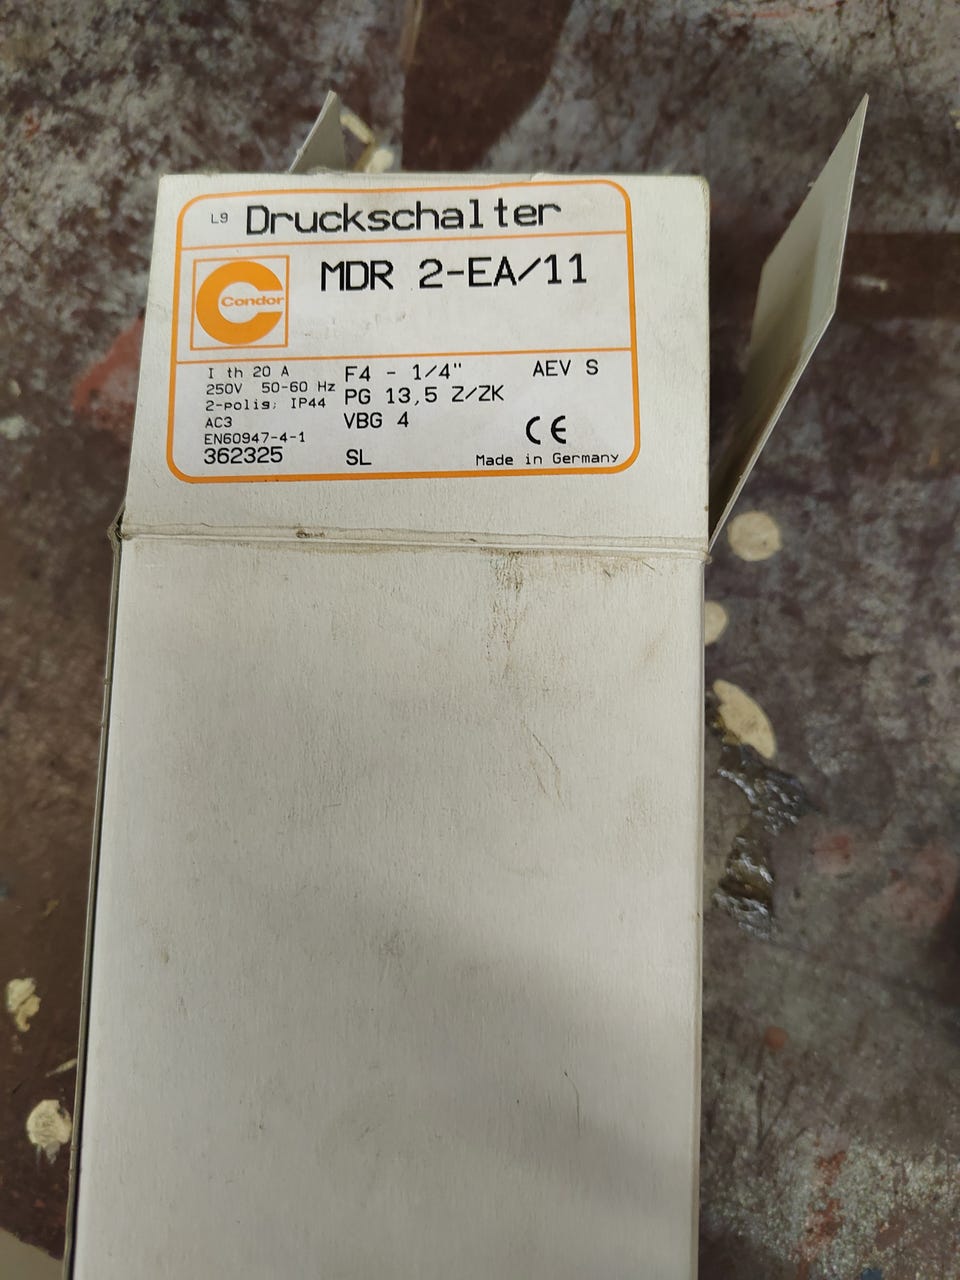 L9 Druckschalter
Condor
MDR 2-EA/11
I th 20 A
250V 50-60 Hz
2-polis; IP44
AC3
EN60947-4-1
362325
F4 - 1/4" AEV S
PG 13,5 Z/ZK
VBG 4
CE
SL
Made in Germany